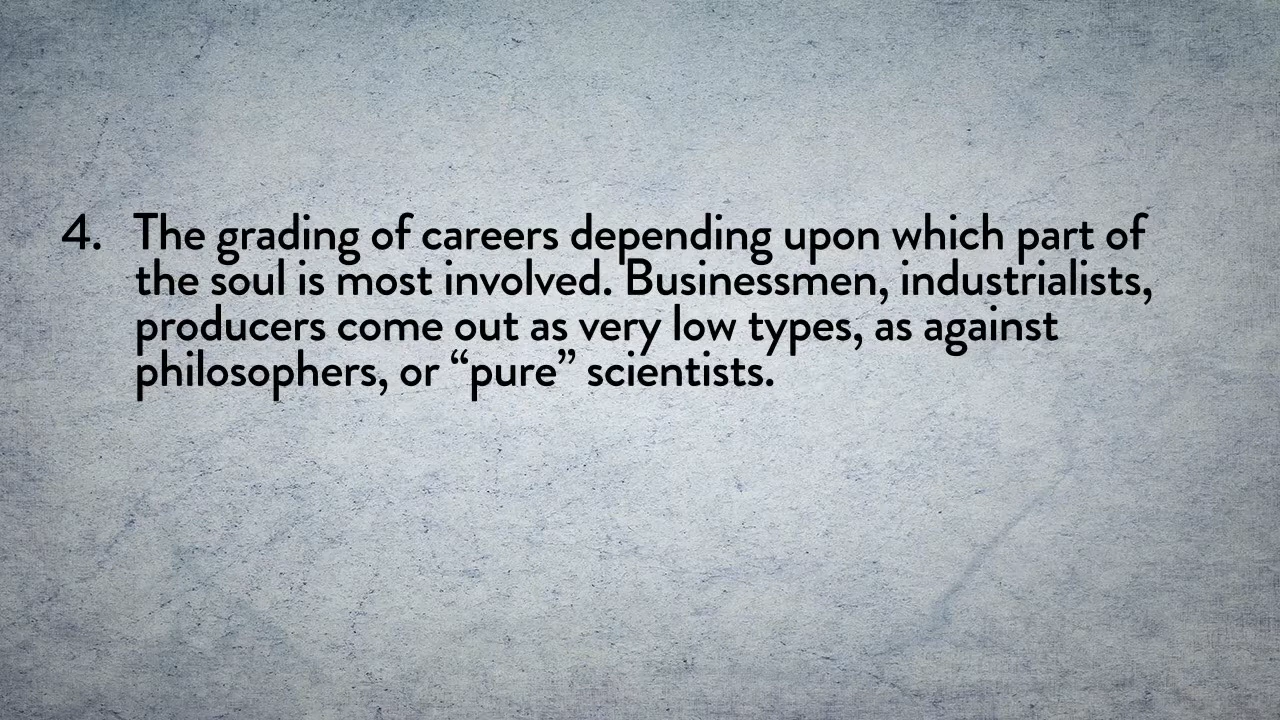 4. The grading of careers depending upon which part of
the soul is most involved. Businessmen, industrialists,
producers come out as very low types, as against
philosophers, or “pure” scientists.